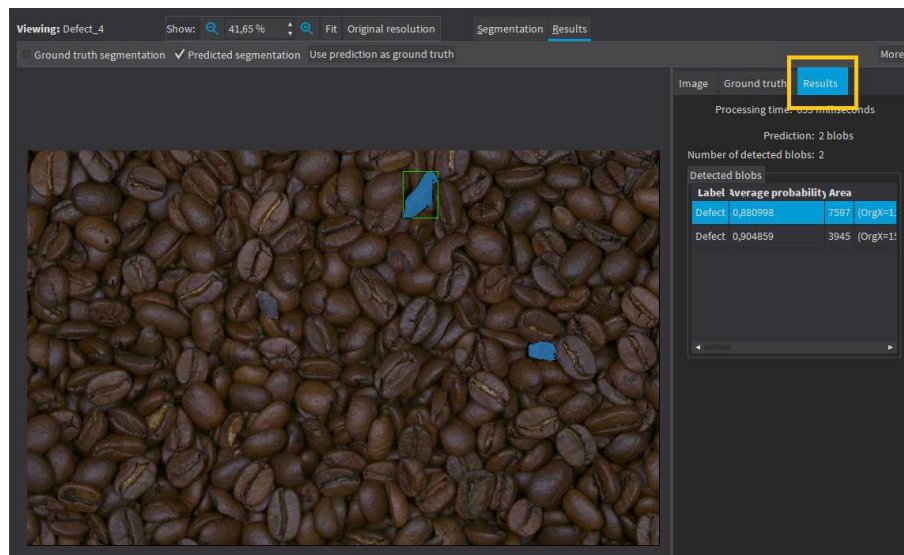 Viewing: Defect_4 Show: 41,65 % Fit Original resolution Segmentation Results
Ground truth segmentation Predicted segmentation Use prediction as ground truth More
Image Ground truth Results
Processing time: 633 milliseconds
Prediction: 2 blobs
Number of detected blobs: 2
Detected blobs
Label Average probability Area
Defect 0,880998 7597 (OrgX=1
Defect 0,904859 3945 (OrgX=15